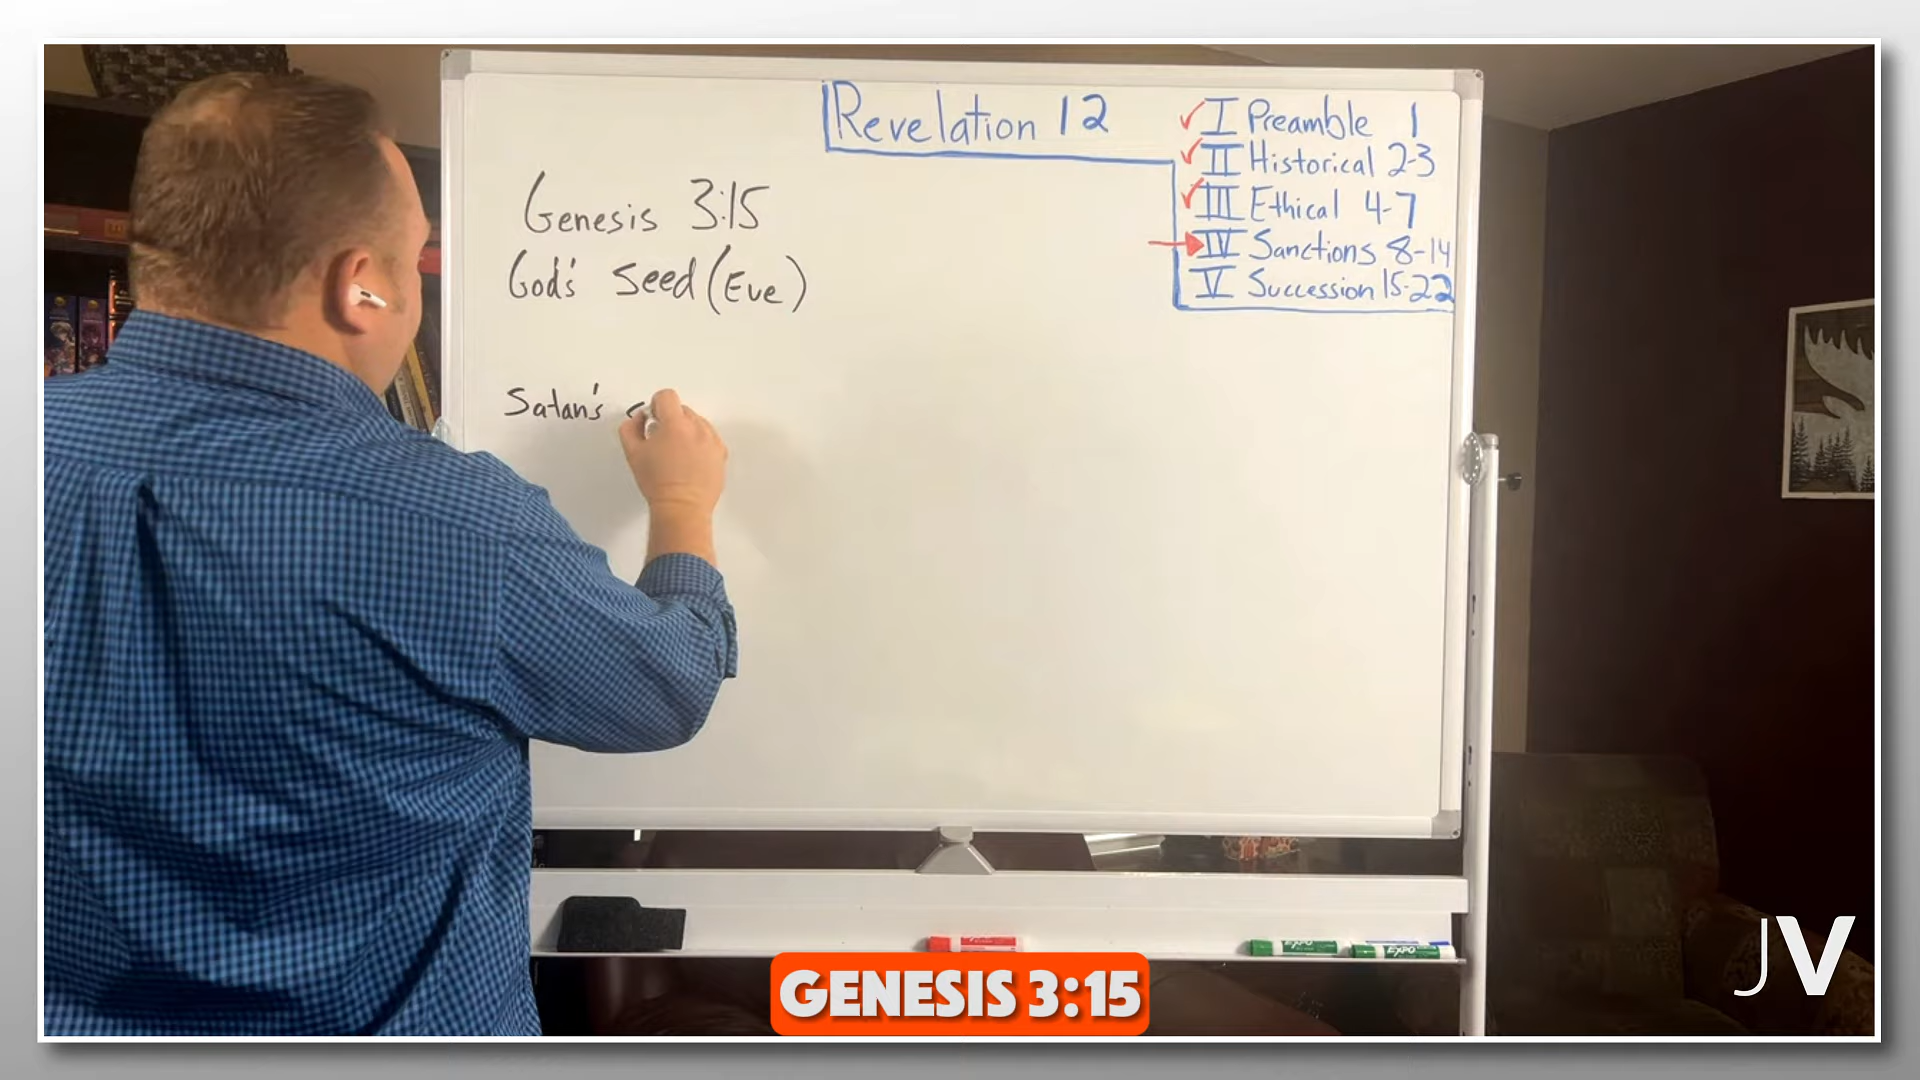 Revelation 12
I Preamble 1
II Historical 2-3
III Ethical 4-7
IV Sanctions 8-14
V Succession 15-22
Genesis 3:15
God's Seed (Eve)
Satan's
EXPO
EXPO
JV
GENESIS 3:15